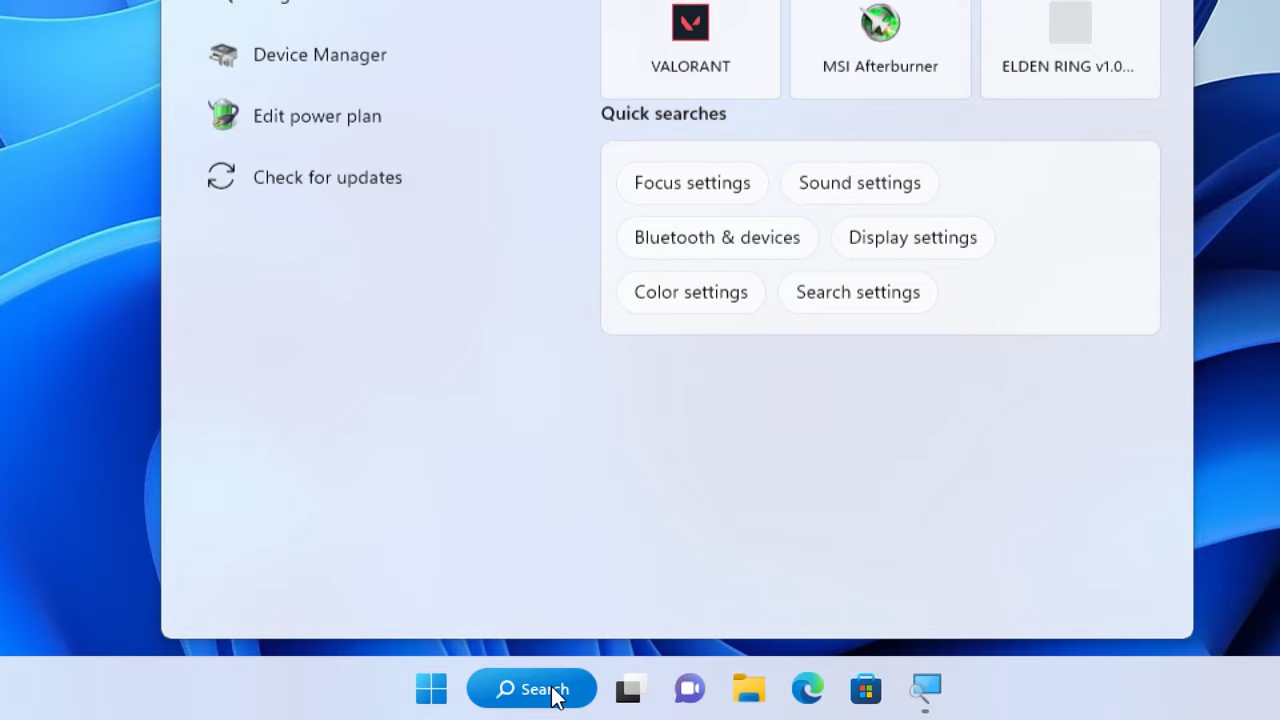 Device Manager
Edit power plan
Check for updates
VALORANT
MSI Afterburner
ELDEN RING v1.0...
Quick searches
Focus settings
Sound settings
Bluetooth & devices
Display settings
Color settings
Search settings
Search